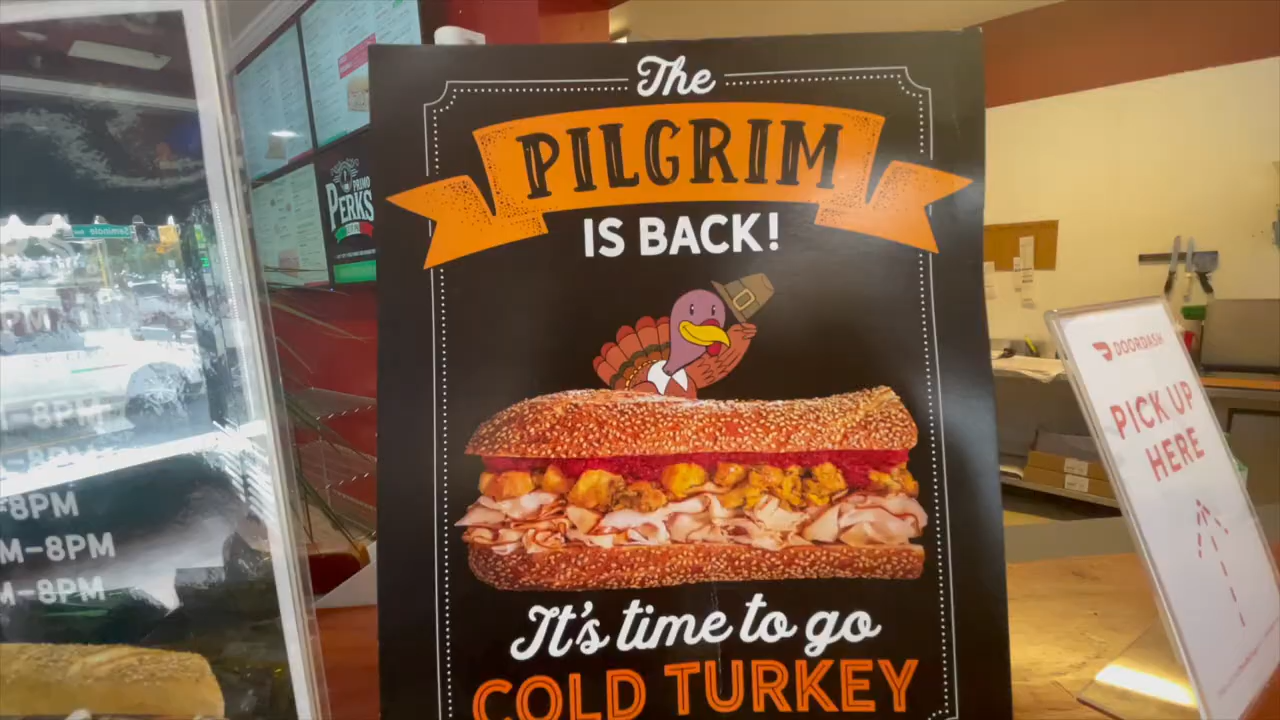 The
PILGRIM
IS BACK!
It's time to go
COLD TURKEY
PRIMO
PERKS
Seminole
-8PM
-8PM
M-8PM
M-8PM
DOORDASH
PICK UP
HERE